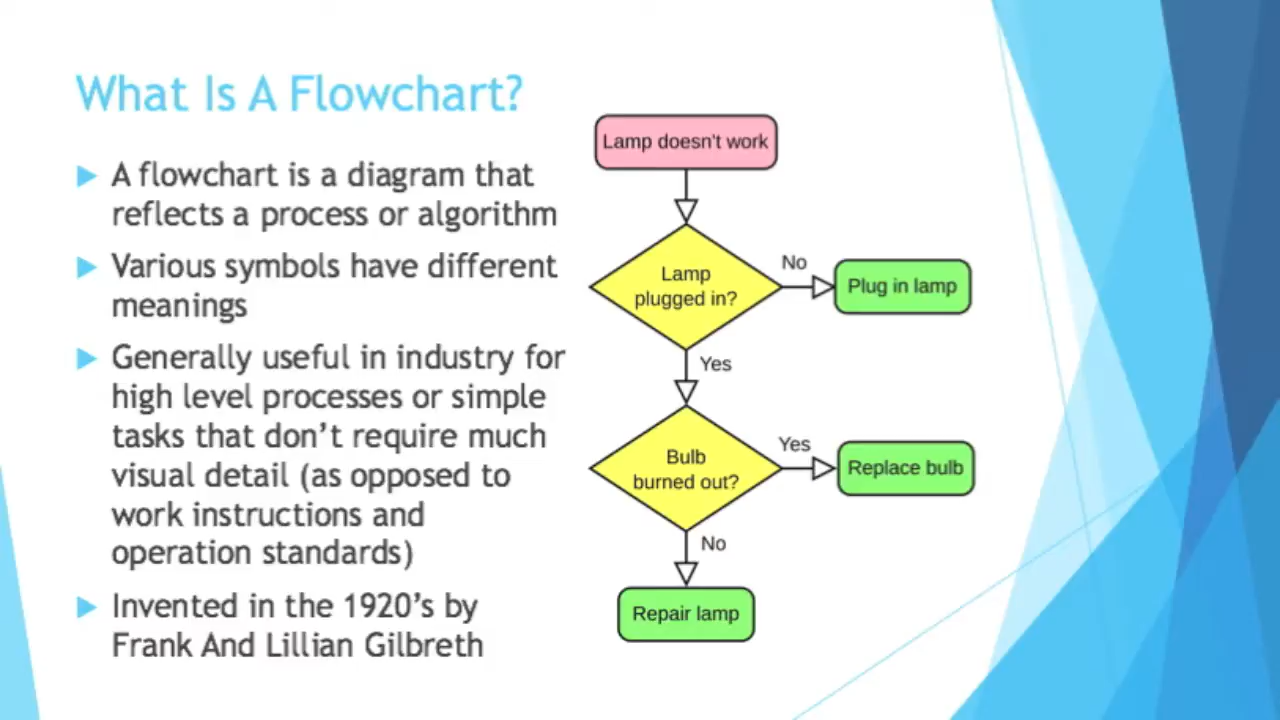 What Is A Flowchart?
A flowchart is a diagram that
reflects a process or algorithm
Various symbols have different
meanings
Generally useful in industry for
high level processes or simple
tasks that don't require much
visual detail (as opposed to
work instructions and
operation standards)
Invented in the 1920's by
Frank And Lillian Gilbreth
Lamp doesn't work
Lamp
plugged in?
No
Plug in lamp
Yes
Bulb
burned out?
Yes
Replace bulb
No
Repair lamp